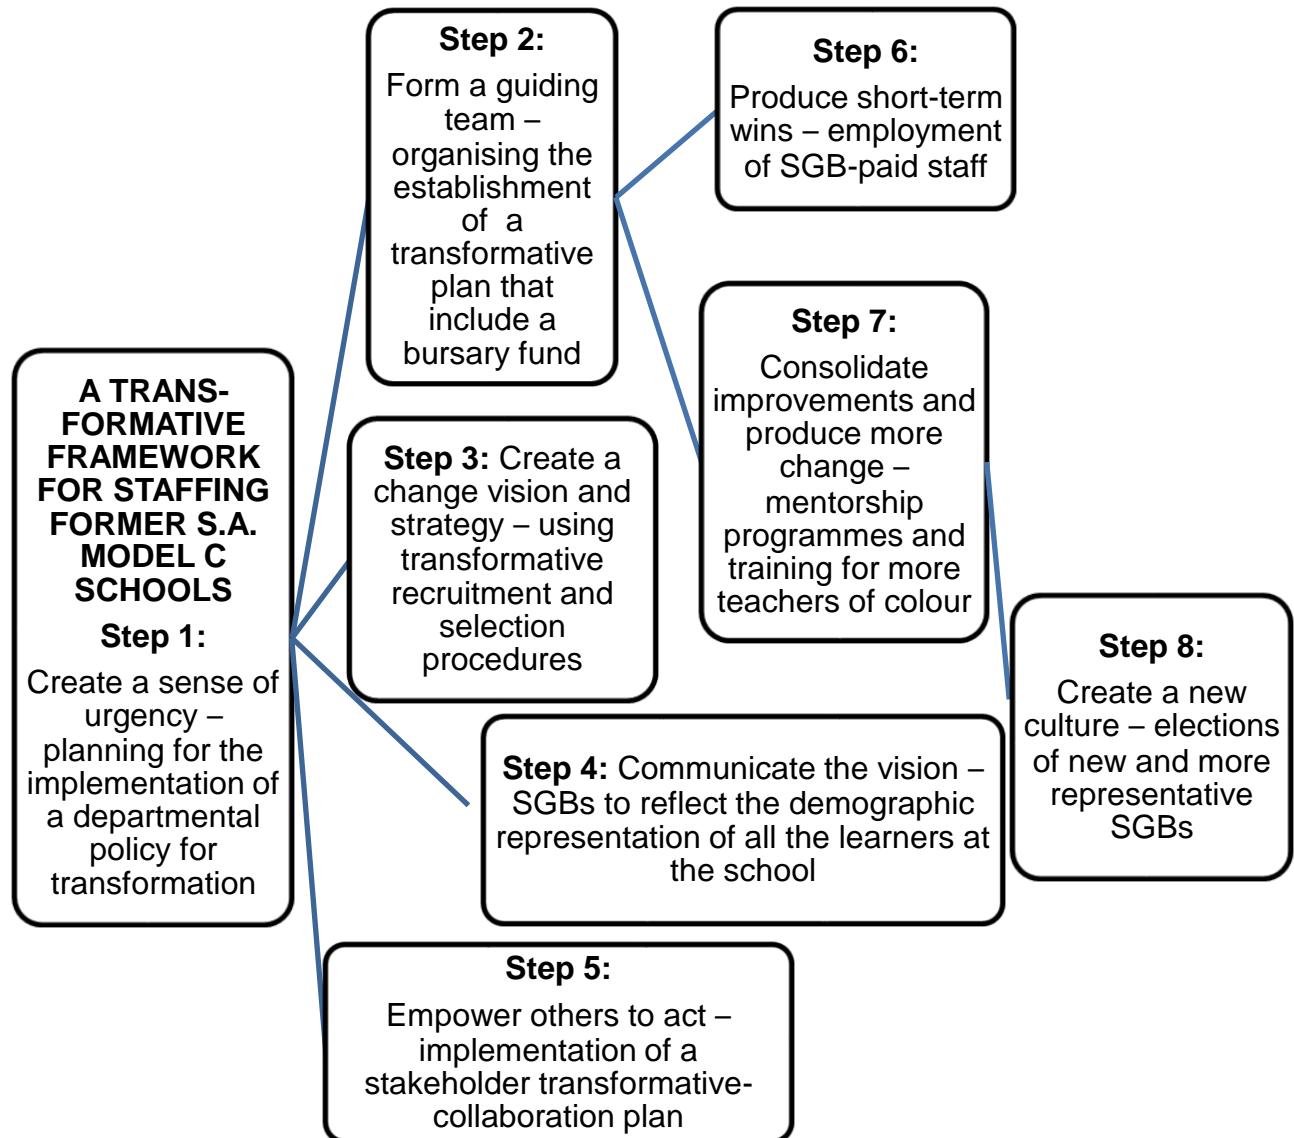 A TRANS-
FORMATIVE
FRAMEWORK
FOR STAFFING
FORMER S.A.
MODEL C
SCHOOLS
Step 1:
Create a sense of
urgency –
planning for the
implementation of
a departmental
policy for
transformation
Step 2:
Form a guiding
team –
organising the
establishment
of a
transformative
plan that
include a
bursary fund
Step 3: Create a
change vision and
strategy – using
transformative
recruitment and
selection
procedures
Step 4: Communicate the vision –
SGBs to reflect the demographic
representation of all the learners at
the school
Step 5:
Empower others to act –
implementation of a
stakeholder transformative-
collaboration plan
Step 6:
Produce short-term
wins – employment
of SGB-paid staff
Step 7:
Consolidate
improvements and
produce more
change –
mentorship
programmes and
training for more
teachers of colour
Step 8:
Create a new
culture – elections
of new and more
representative
SGBs